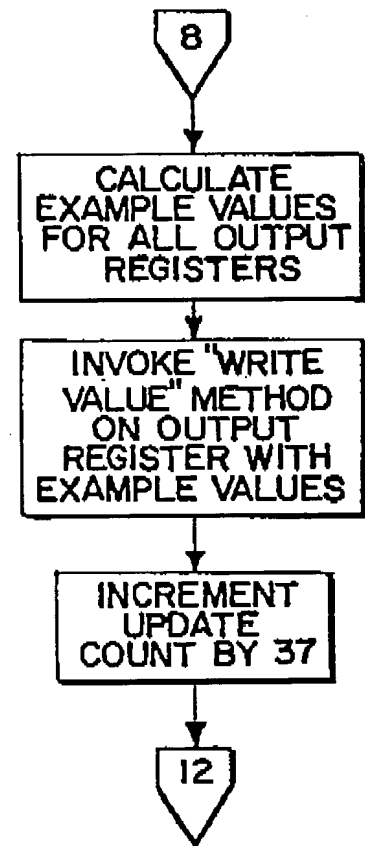 8
CALCULATE
EXAMPLE VALUES
FOR ALL OUTPUT
REGISTERS
INVOKE "WRITE
VALUE" METHOD
ON OUTPUT
REGISTER WITH
EXAMPLE VALUES
INCREMENT
UPDATE
COUNT BY 37
12